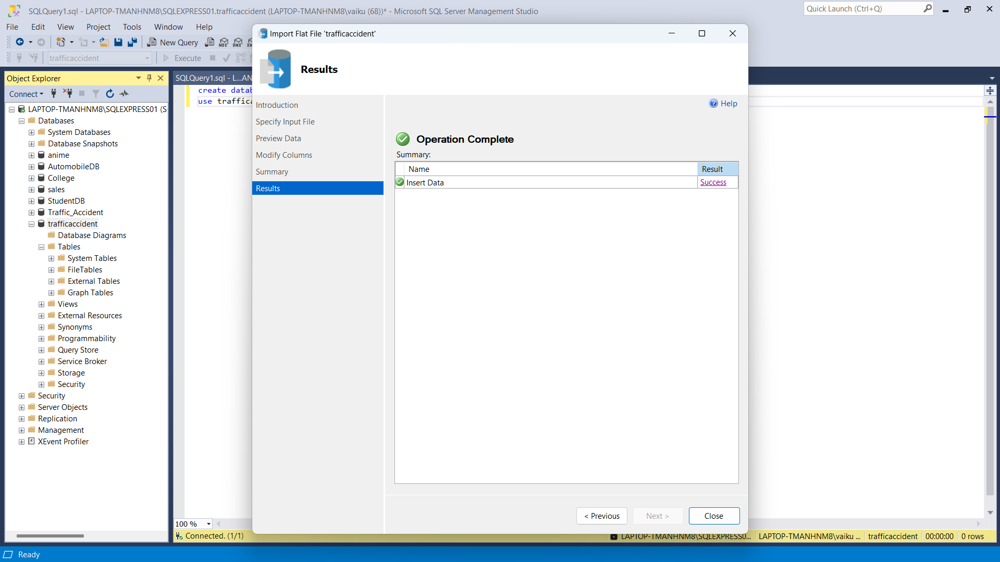 SQLQuery1.sql - LAPTOP-TMANHNM8\SQLEXPRESS01.trafficaccident (LAPTOP-TMANHNM8\vaiku (68))* - Microsoft SQL Server Management Studio
Quick Launch (Ctrl+Q)
File Edit View Project Tools Window Help
New Query
MDX DMX XM
trafficaccident
Execute
Import Flat File 'trafficaccident'
Results
Object Explorer
Connect
LAPTOP-TMANHNM8\SQLEXPRESS01 (S
Databases
System Databases
Database Snapshots
anime
AutomobileDB
College
sales
StudentDB
Traffic_Accident
trafficaccident
Database Diagrams
Tables
System Tables
FileTables
External Tables
Graph Tables
Views
External Resources
Synonyms
Programmability
Query Store
Service Broker
Storage
Security
Security
Server Objects
Replication
Management
XEvent Profiler
SQLQuery1.sql - L...AN
create datab
use traffica
Introduction
Specify Input File
Preview Data
Modify Columns
Summary
Results
Help
Operation Complete
Summary:
Name Result
Insert Data Success
< Previous
Next >
Close
100 %
Connected. (1/1)
LAPTOP-TMANHNM8\SQLEXPRESS0... LAPTOP-TMANHNM8\vaiku ... trafficaccident 00:00:00 0 rows
Ready